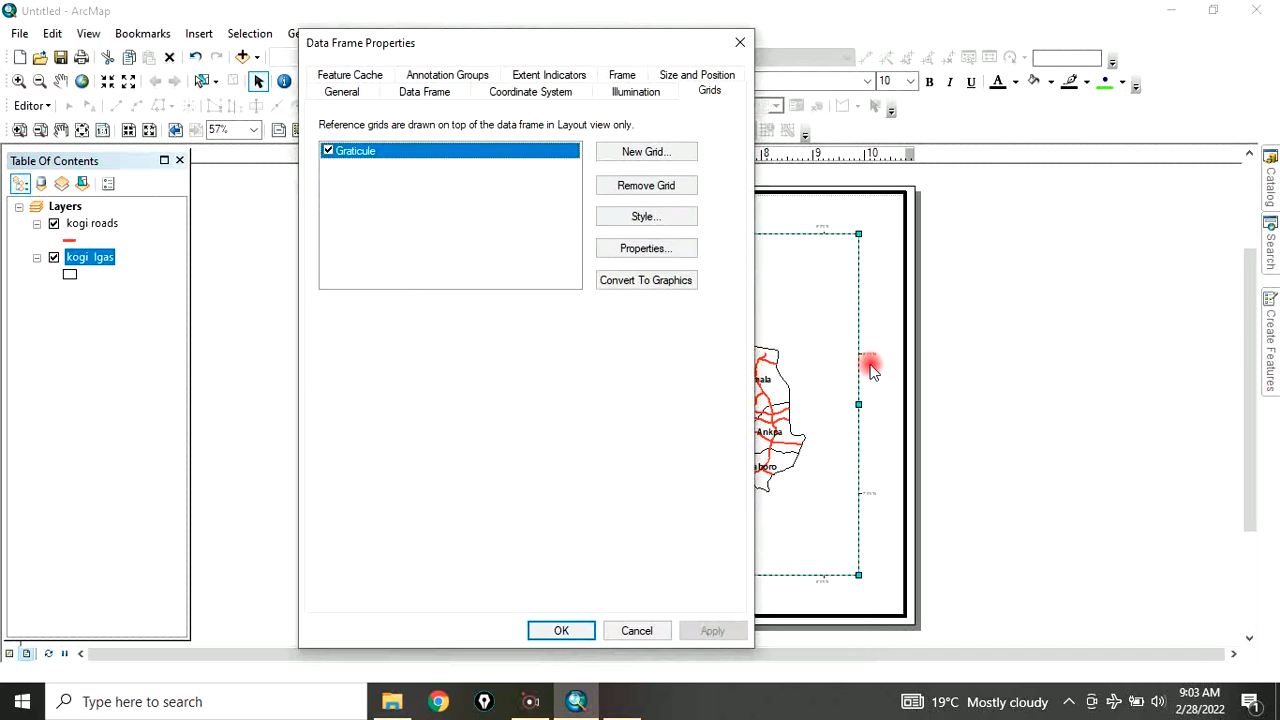 Untitled - ArcMap
File Edit View Bookmarks Insert Selection
Data Frame Properties
Feature Cache Annotation Groups Extent Indicators Frame Size and Position
General Data Frame Coordinate System Illumination Grids
Reference grids are drawn on top of the data frame in Layout view only.
Graticule
New Grid...
Remove Grid
Style...
Properties...
Convert To Graphics
OK Cancel Apply
10 B I U A
Editor
57%
8 9 10
Table Of Contents
Layers
kogi roads
kogi lgas
Ankpa
Catalog
Search
Create Features
Type here to search
19°C Mostly cloudy
9:03 AM
2/28/2022
1